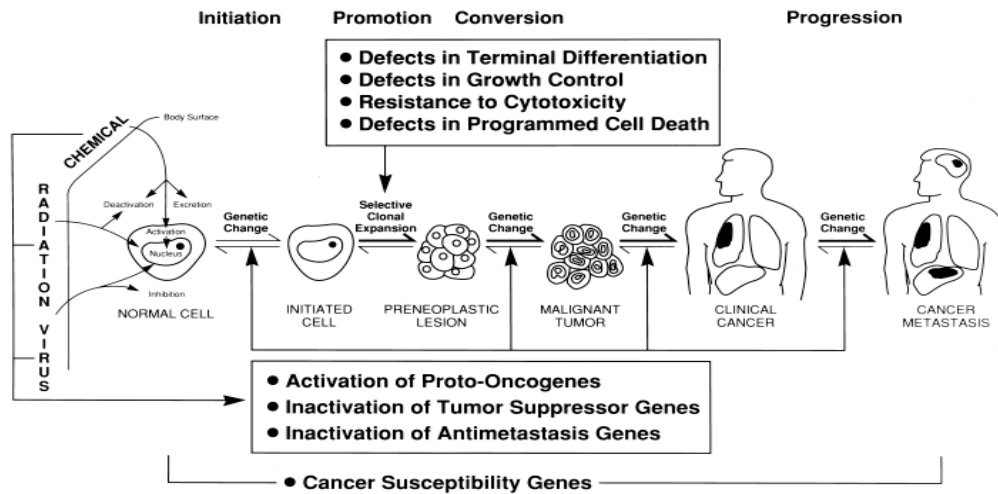 Initiation Promotion Conversion Progression
● Defects in Terminal Differentiation
● Defects in Growth Control
● Resistance to Cytotoxicity
● Defects in Programmed Cell Death
CHEMICAL
Body Surface
RADIATION VIRUS
Deactivation
Excretion
Activation
Nucleus
Inhibition
NORMAL CELL
Genetic
Change
INITIATED
CELL
Selective
Clonal
Expansion
PRENEOPLASTIC
LESION
Genetic
Change
MALIGNANT
TUMOR
Genetic
Change
CLINICAL
CANCER
Genetic
Change
CANCER
METASTASIS
● Activation of Proto-Oncogenes
● Inactivation of Tumor Suppressor Genes
● Inactivation of Antimetastasis Genes
● Cancer Susceptibility Genes